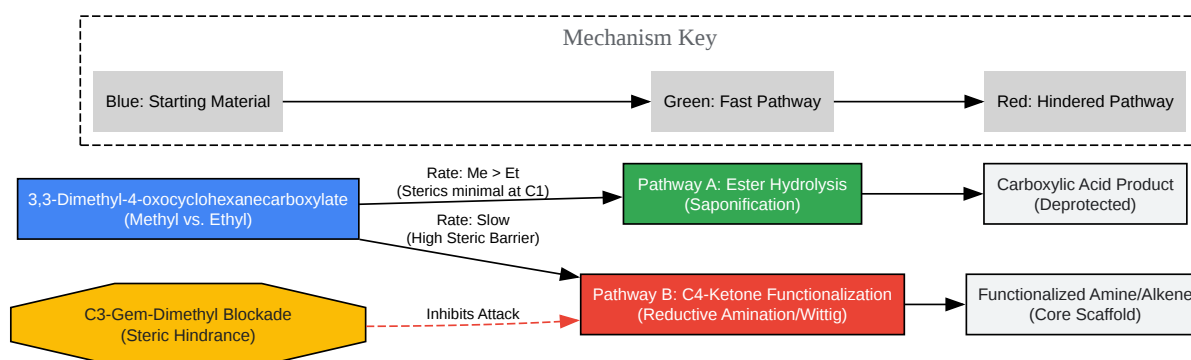 Mechanism Key
Blue: Starting Material
Green: Fast Pathway
Red: Hindered Pathway
3,3-Dimethyl-4-oxocyclohexanecarboxylate
(Methyl vs. Ethyl)
Rate: Me > Et
(Sterics minimal at C1)
Pathway A: Ester Hydrolysis
(Saponification)
Carboxylic Acid Product
(Deprotected)
Rate: Slow
(High Steric Barrier)
C3-Gem-Dimethyl Blockade
(Steric Hindrance)
Inhibits Attack
Pathway B: C4-Ketone Functionalization
(Reductive Amination/Wittig)
Functionalized Amine/Alkene
(Core Scaffold)